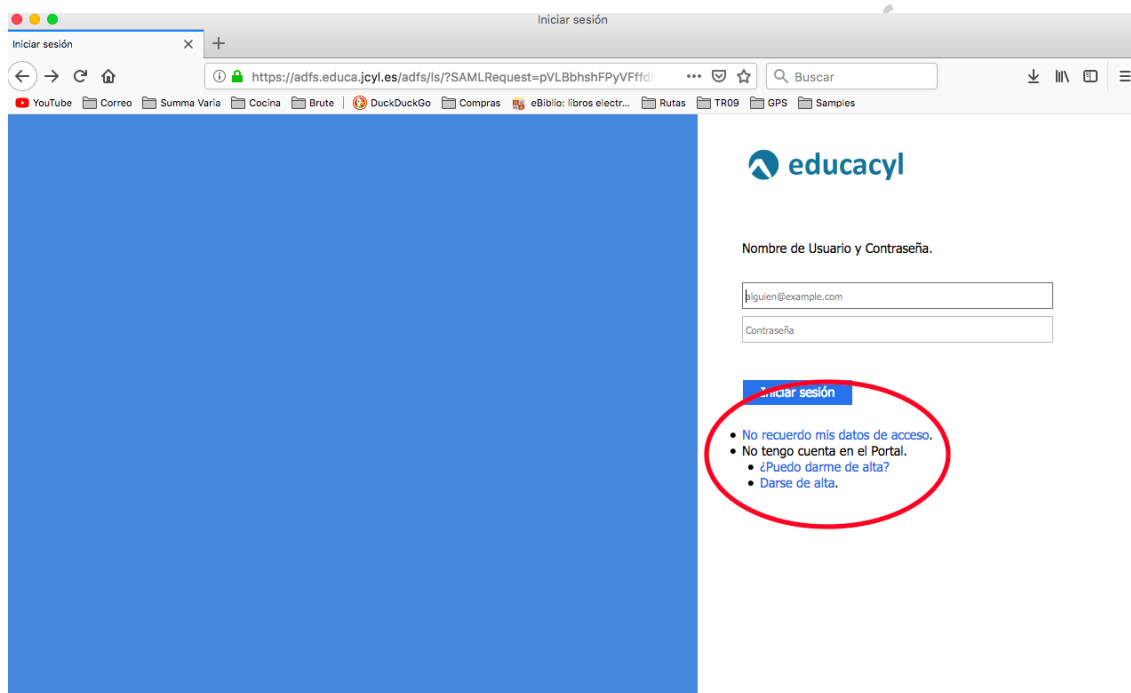 Iniciar sesión
Iniciar sesión
https://adfs.educa.jcyl.es/adfs/ls/?SAMLRequest=pVLBbhshFPyVFffd Buscar
YouTube Correo Summa Varia Cocina Brute DuckDuckGo Compras eBiblio: libros electr... Rutas TR09 GPS Samples
educacyl
Nombre de Usuario y Contraseña.
alguien@example.com
Contraseña
Iniciar sesión
No recuerdo mis datos de acceso.
No tengo cuenta en el Portal.
¿Puedo darme de alta?
Darse de alta.